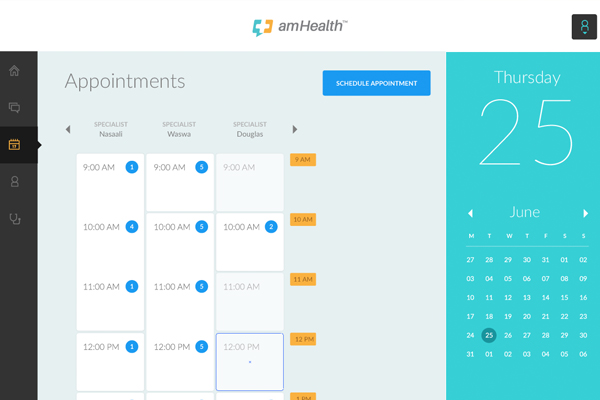 amHealth™
Appointments
SCHEDULE APPOINTMENT
SPECIALIST SPECIALIST SPECIALIST
Nasaali Waswa Douglas
9:00 AM 1 9:00 AM 5 9:00 AM 9 AM
10:00 AM 4 10:00 AM 5 10:00 AM 2 10 AM
11:00 AM 1 11:00 AM 5 11:00 AM 11 AM
12:00 PM 1 12:00 PM 5 12:00 PM 12 PM
1 PM
Thursday
25
June
M T W T F S S
27 28 29 30 31 01 02
03 04 05 06 07 08 09
10 11 12 13 14 15 16
17 18 19 20 21 22 23
24 25 26 27 28 29 30
31 01 02 03 04 05 06